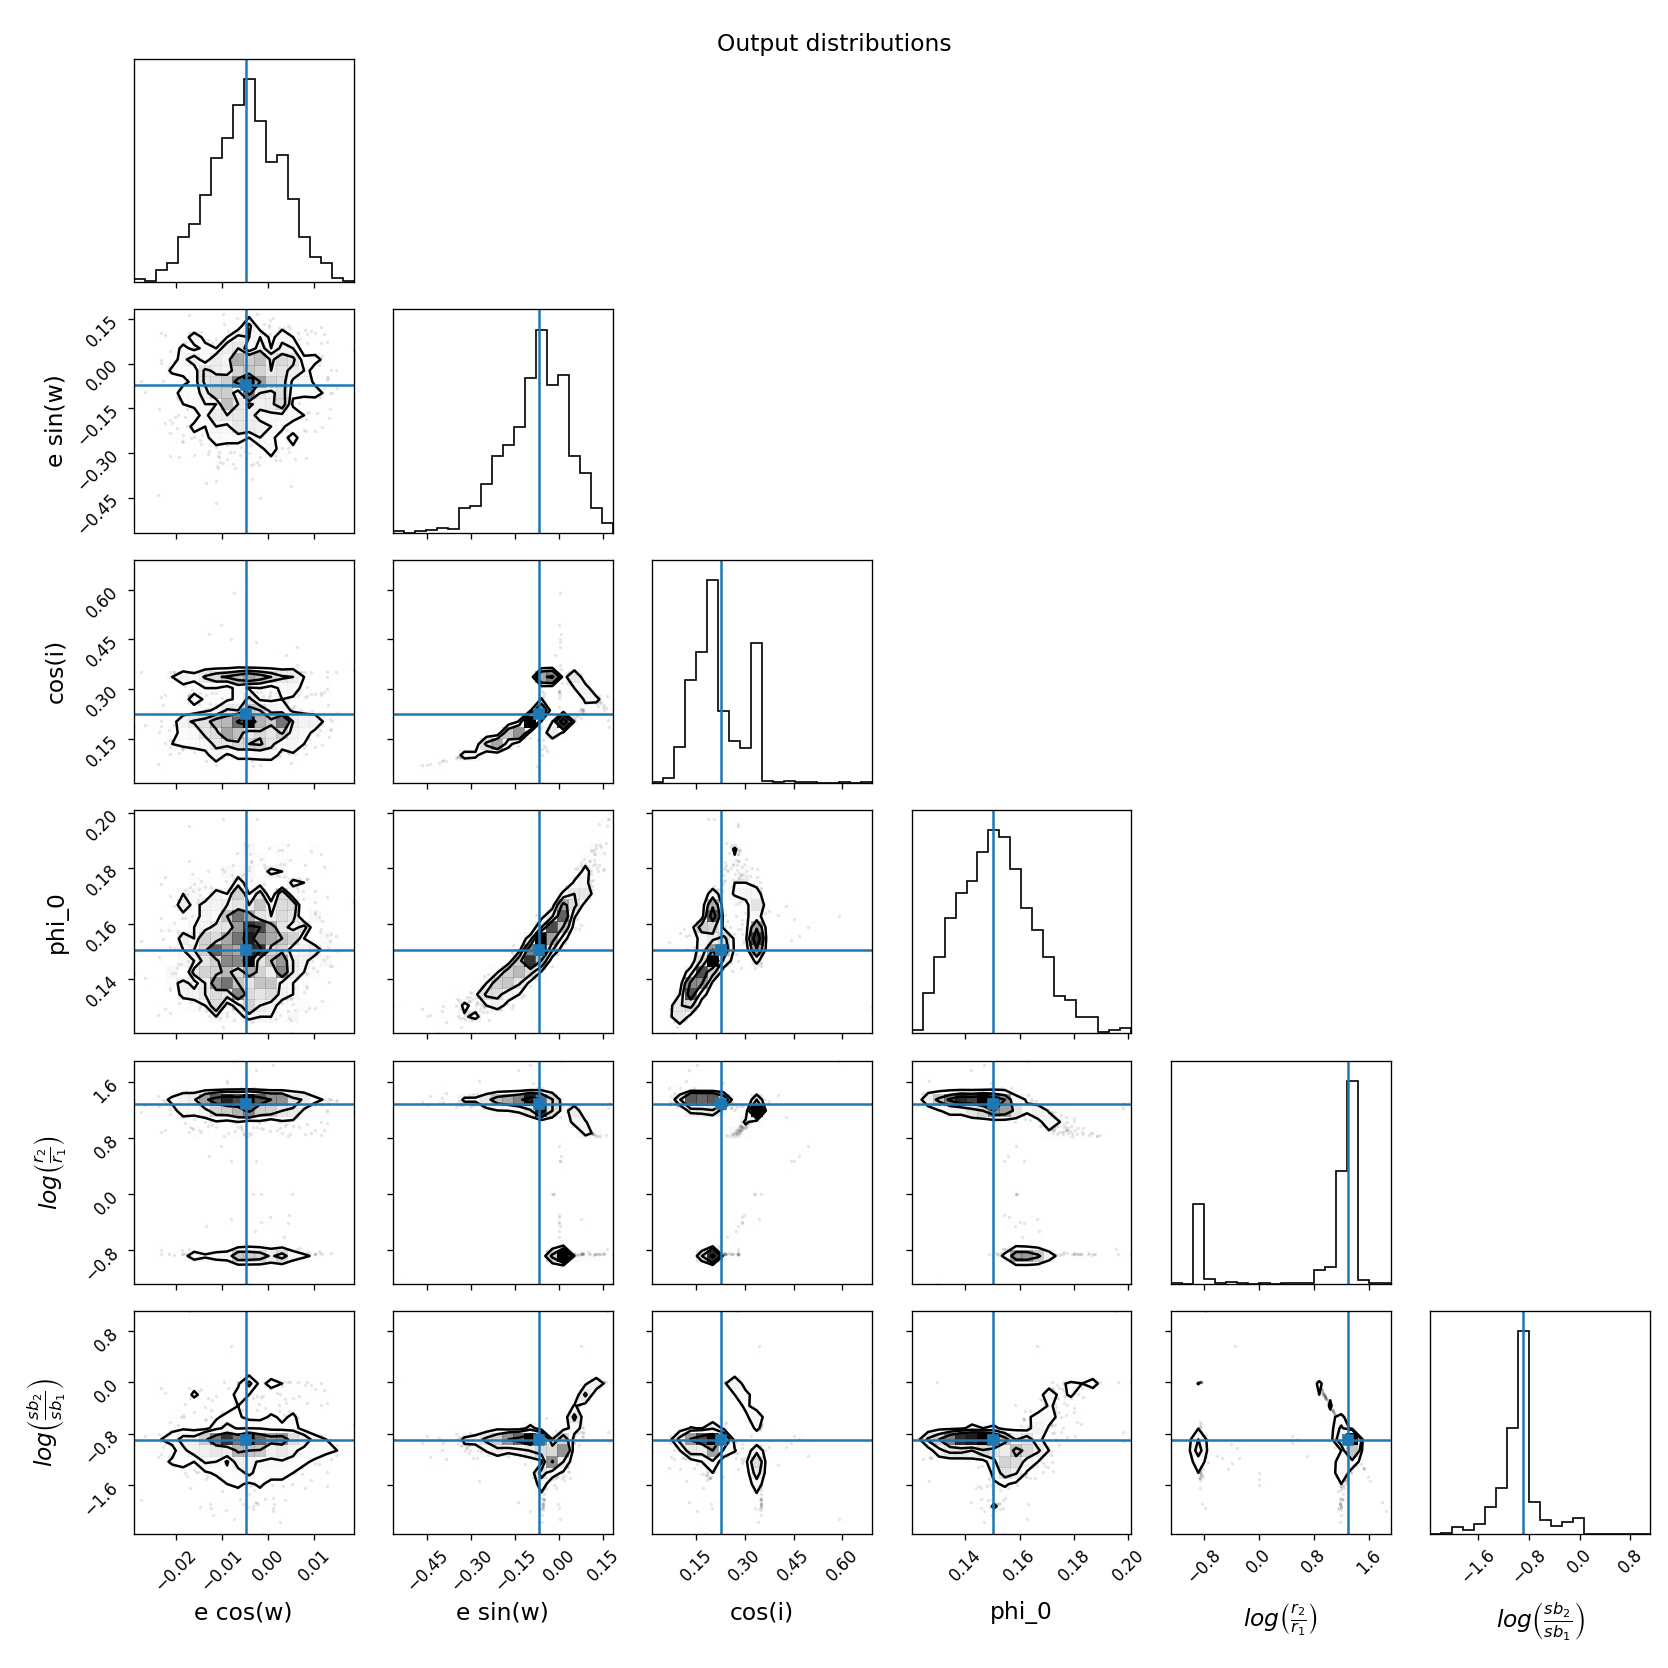 Output distributions
0.15
0.00
−0.15
−0.30
−0.45
e sin(w)
0.60
0.45
0.30
0.15
cos(i)
0.20
0.18
0.16
0.14
phi_0
1.6
0.8
0.0
−0.8
log(r₂/r₁)
0.8
0.0
−0.8
−1.6
log(sb₂/sb₁)
−0.02 −0.01 0.00 0.01 −0.45 −0.30 −0.15 0.00 0.15 0.15 0.30 0.45 0.60 0.14 0.16 0.18 0.20 −0.8 0.0 0.8 1.6 −1.6 −0.8 0.0 0.8
e cos(w) e sin(w) cos(i) phi_0 log(r₂/r₁) log(sb₂/sb₁)